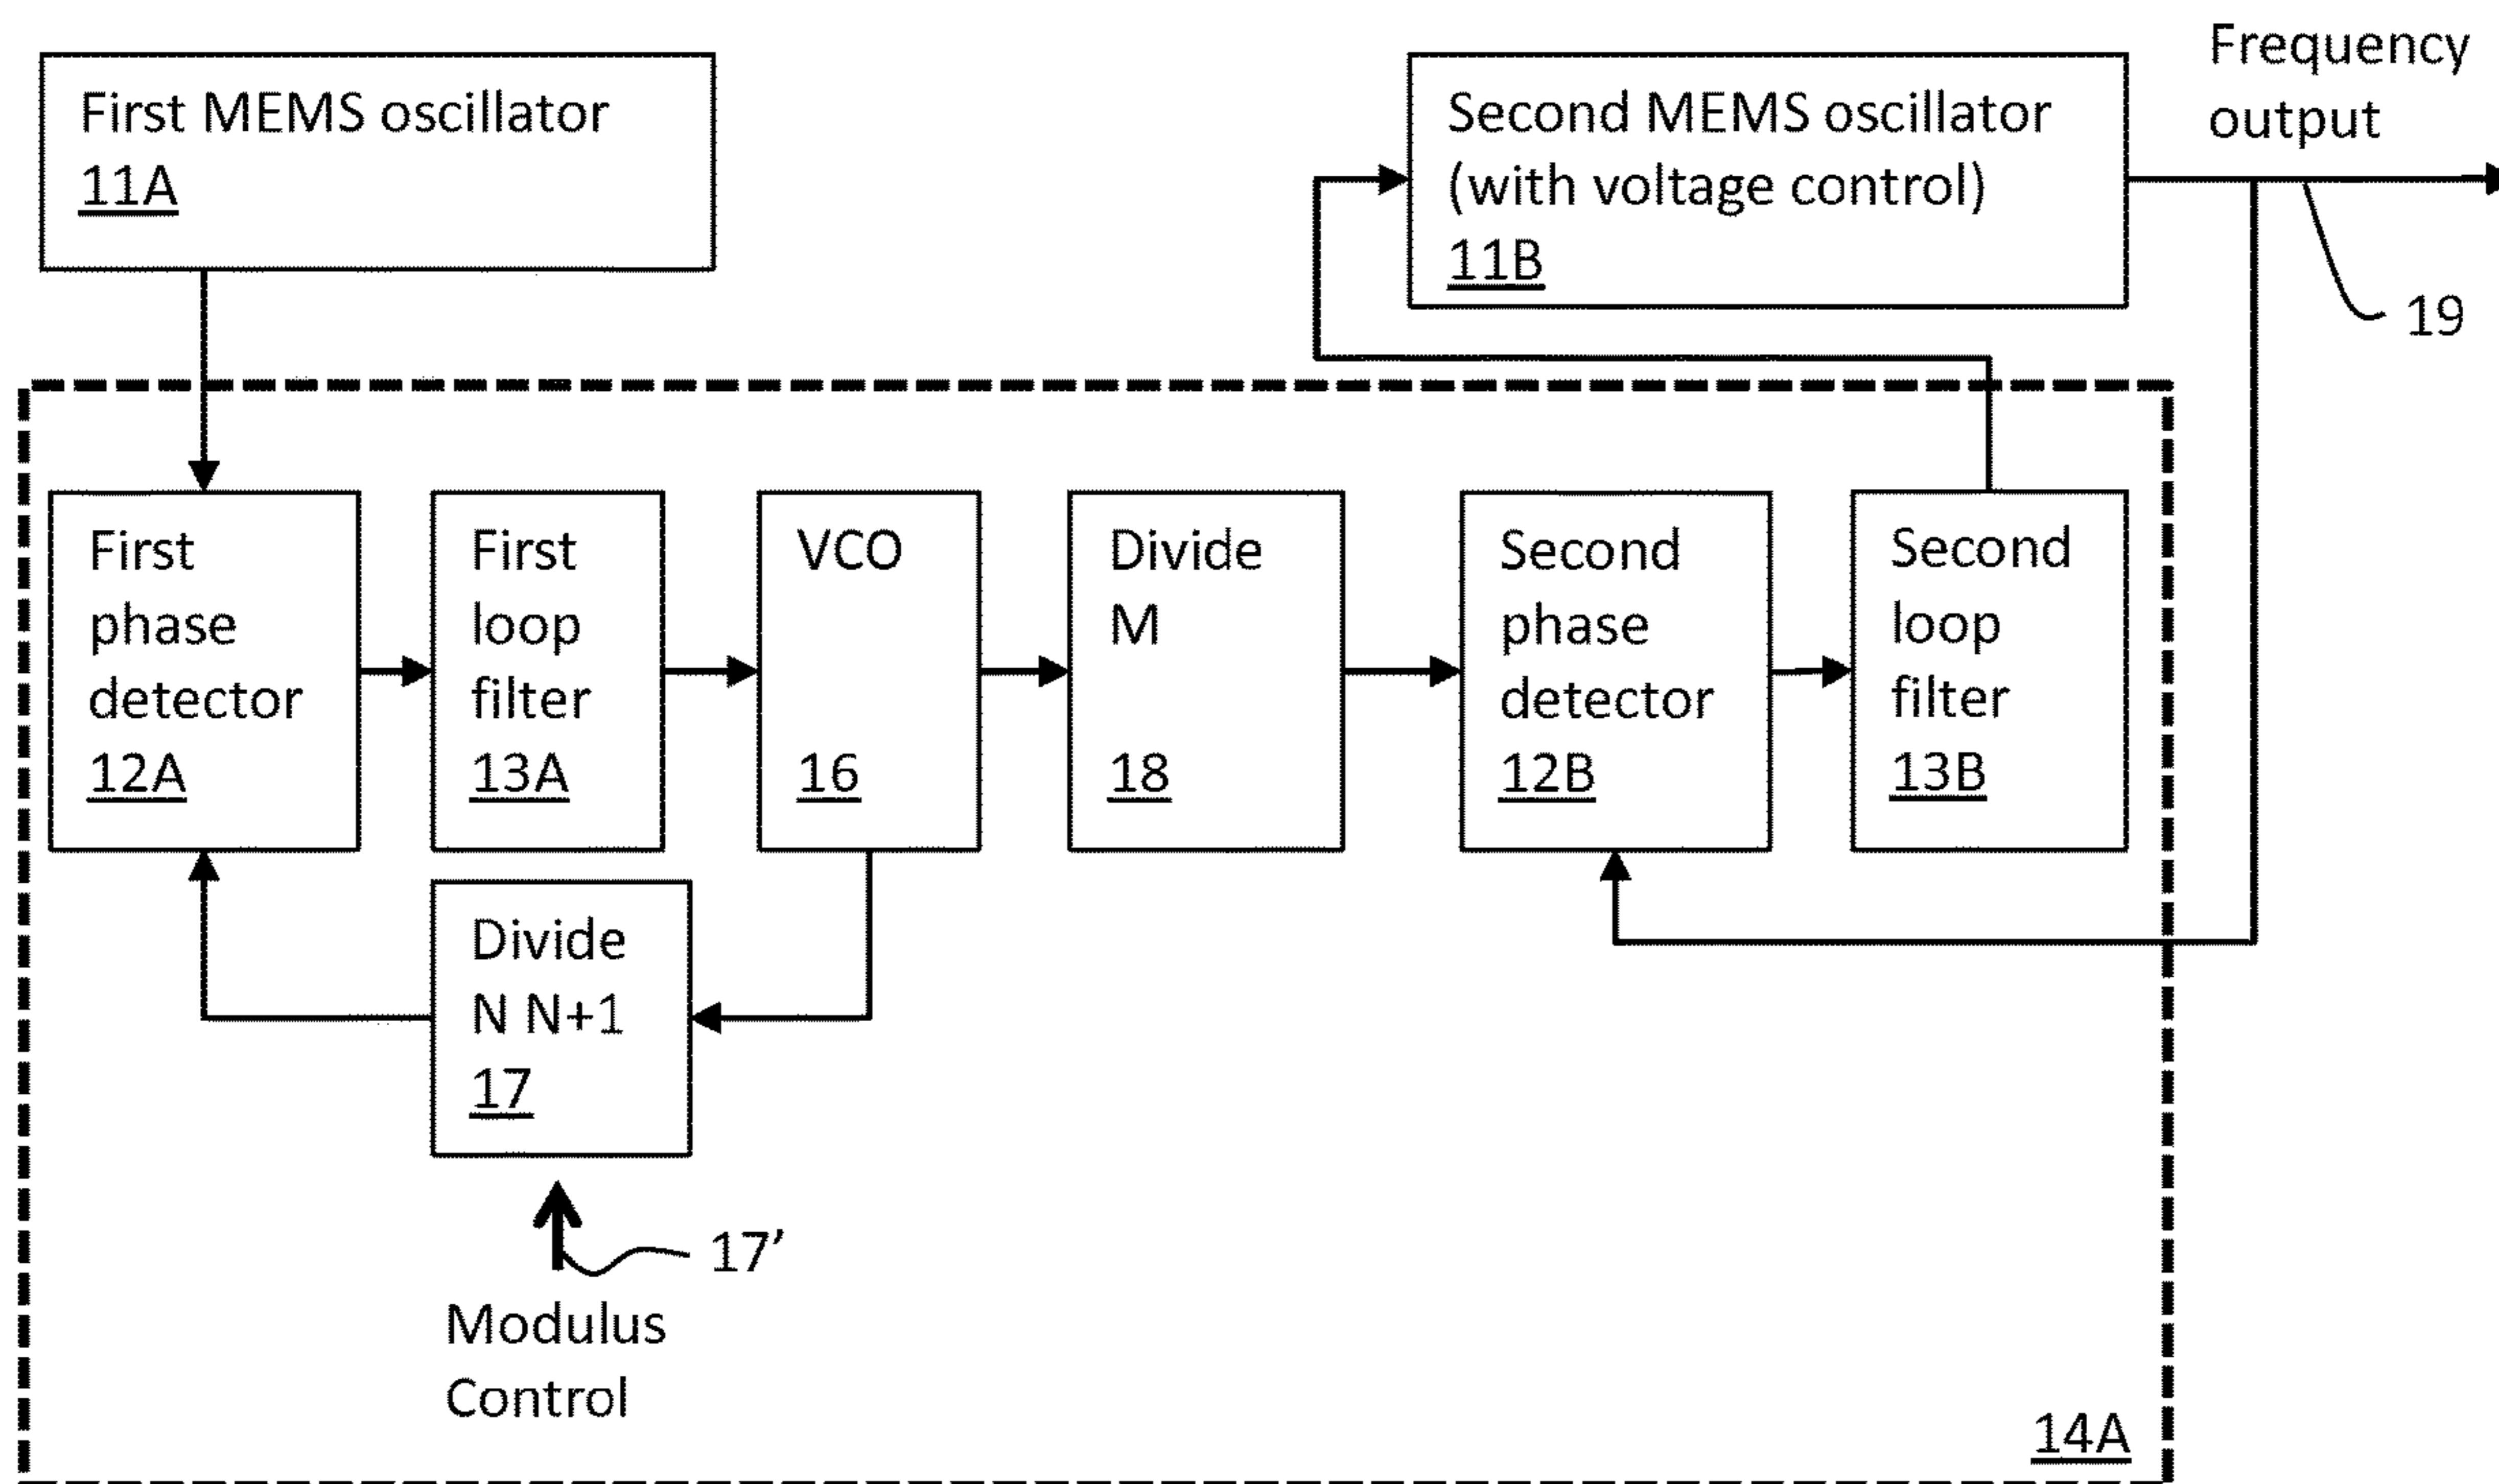 First MEMS oscillator
11A
Second MEMS oscillator
(with voltage control)
11B
Frequency
output
19
First
phase
detector
12A
First
loop
filter
13A
VCO
16
Divide
M
18
Second
phase
detector
12B
Second
loop
filter
13B
Divide
N N+1
17
17’
Modulus
Control
14A